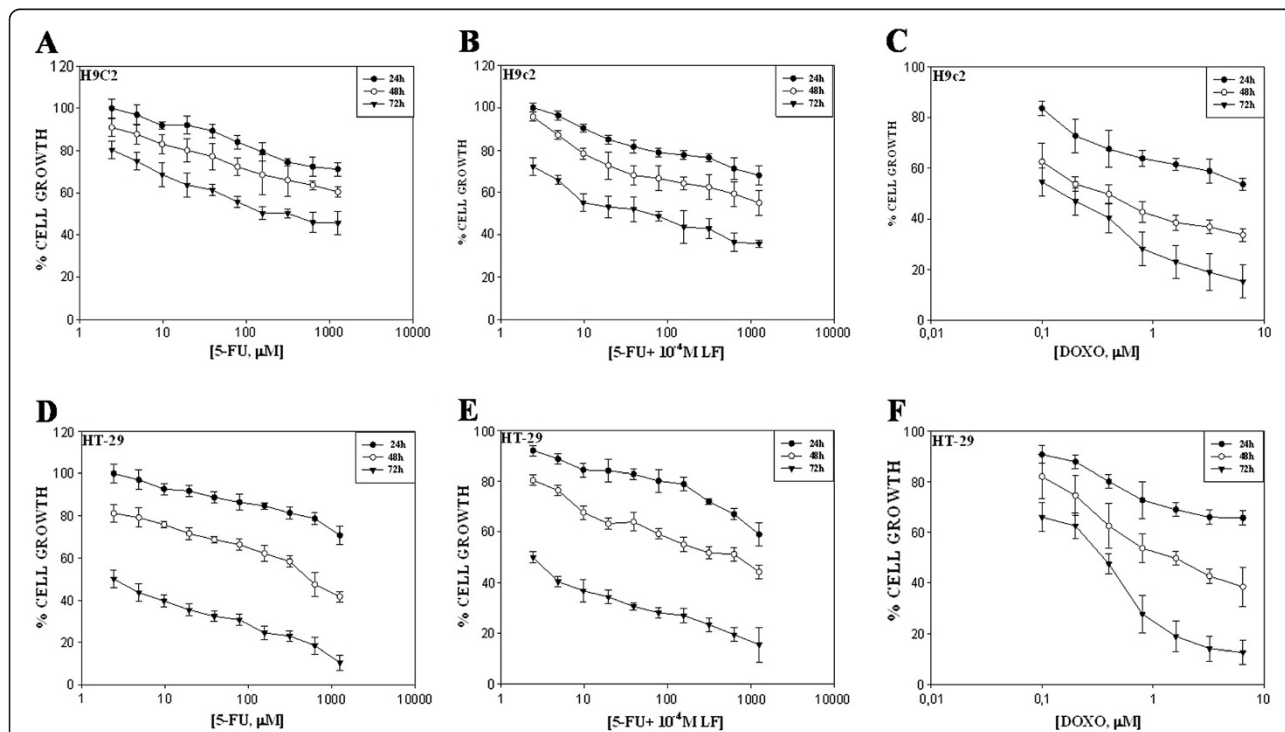 A
H9C2
24h
48h
72h
% CELL GROWTH
120
100
80
60
40
20
0
1
10
100
1000
10000
[5-FU, µM]
B
H9c2
24h
48h
72h
% CELL GROWTH
120
100
80
60
40
20
0
1
10
100
1000
10000
[5-FU+ 10⁻⁴M LF]
C
H9c2
24h
48h
72h
% CELL GROWTH
100
80
60
40
20
0
0,01
0,1
1
10
[DOXO, µM]
D
HT-29
24h
48h
72h
% CELL GROWTH
120
100
80
60
40
20
0
1
10
100
1000
10000
[5-FU, µM]
E
HT-29
24h
48h
72h
% CELL GROWTH
100
80
60
40
20
0
1
10
100
1000
10000
[5-FU+ 10⁻⁴M LF]
F
HT-29
24h
48h
72h
% CELL GROWTH
100
80
60
40
20
0
0,01
0,1
1
10
[DOXO, µM]